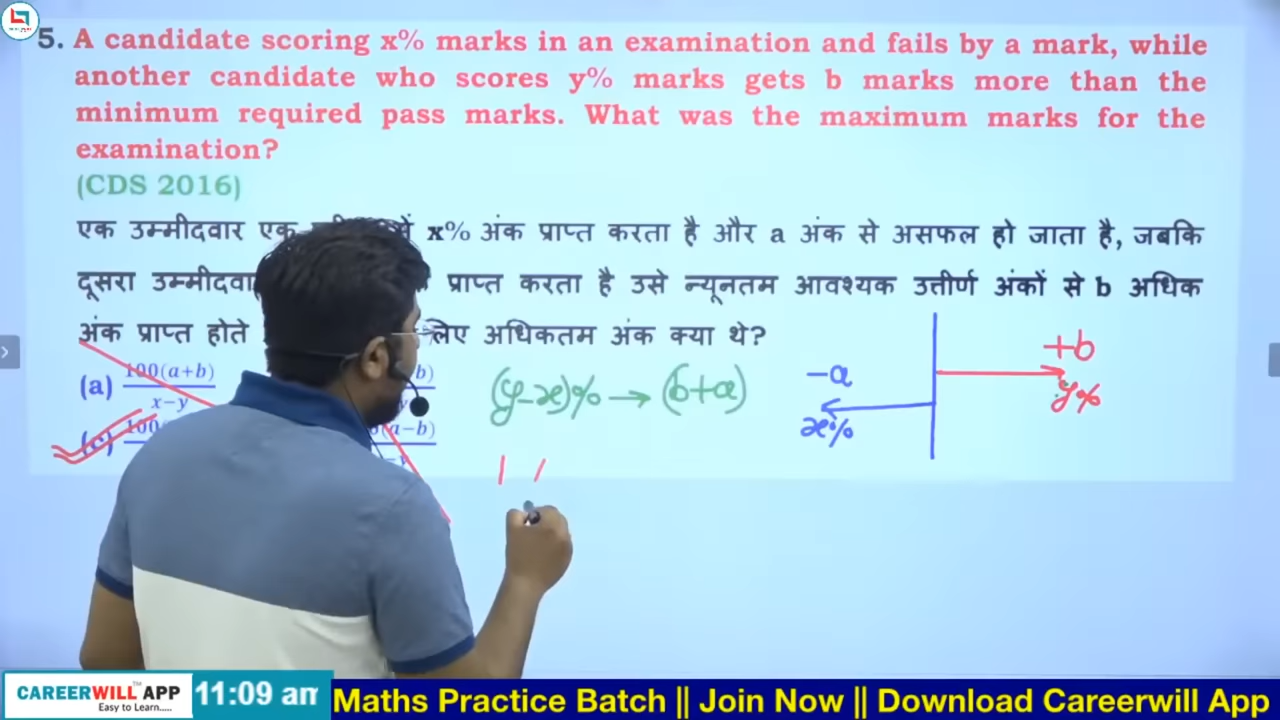 5. A candidate scoring x% marks in an examination and fails by a mark, while
another candidate who scores y% marks gets b marks more than the
minimum required pass marks. What was the maximum marks for the
examination?
(CDS 2016)
एक उम्मीदवार एक में x% अंक प्राप्त करता है और a अंक से असफल हो जाता है, जबकि
दूसरा प्राप्त करता है उसे न्यूनतम आवश्यक उत्तीर्ण अंकों से b अधिक
अंक प्राप्त होते लिए अधिकतम अंक क्या थे?
(a) 100(a+b)/x-y
(c) 100
(a-b)
(y-x)% → (b+a)
-a
x%
+b
y%
CAREERWILL APP
Easy to Learn.....
11:09 am
Maths Practice Batch || Join Now || Download Careerwill App